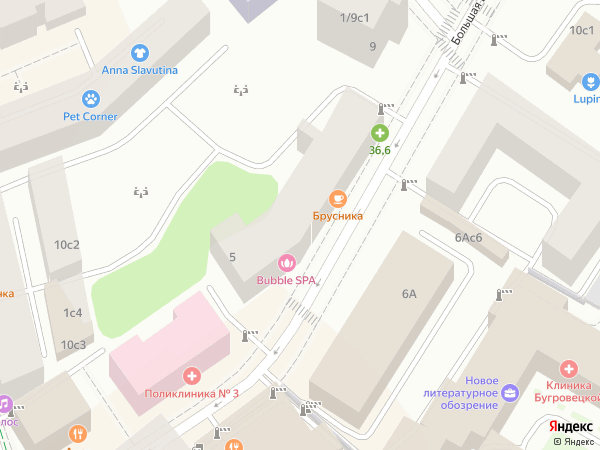 1/9с1
Большая
10с1
9
Anna Slavutina
Pet Corner
Lupin
36,6
Брусника
6Ас6
10с2
5
Bubble SPA
6А
1с4
10с3
Поликлиника № 3
Новое
литературное
обозрение
Клиника
Бугровецкой
Яндекс
© Яндекс